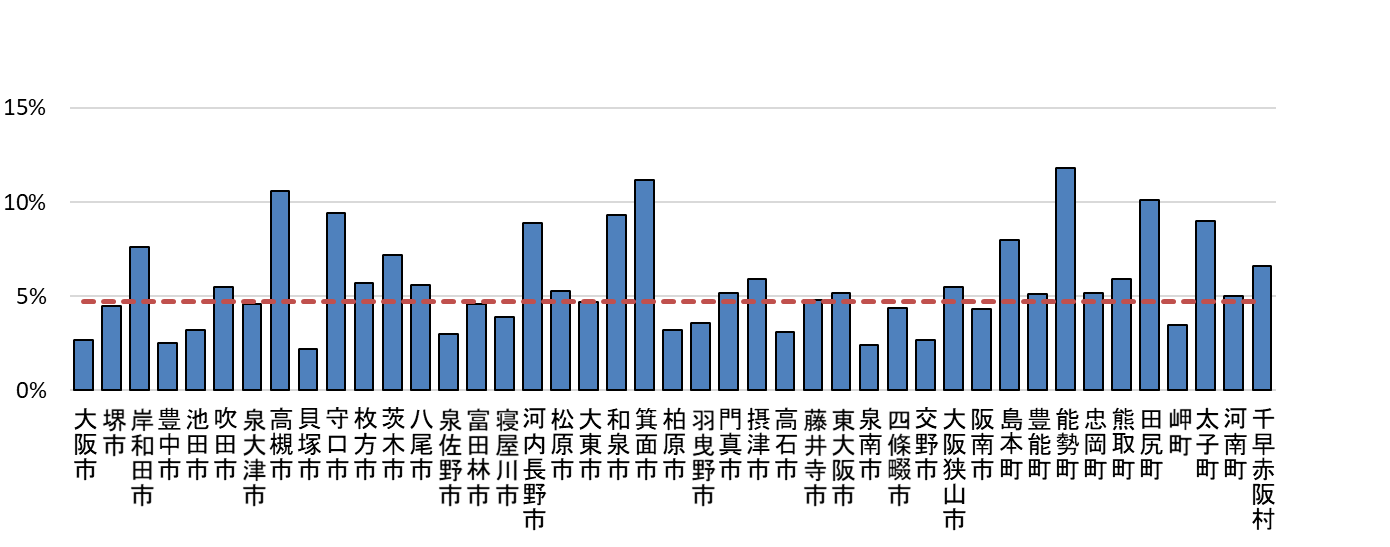 15%
10%
5%
0%
大阪市
堺市
岸和田市
豊中市
池田市
吹田市
泉大津市
高槻市
貝塚市
守口市
枚方市
茨木市
八尾市
泉佐野市
富田林市
寝屋川市
河内長野市
松原市
大東市
和泉市
箕面市
柏原市
羽曳野市
門真市
摂津市
高石市
藤井寺市
東大阪市
泉南市
四條畷市
交野市
大阪狭山市
阪南市
島本町
豊能町
能勢町
忠岡町
熊取町
田尻町
岬町
太子町
河南町
千早赤阪村